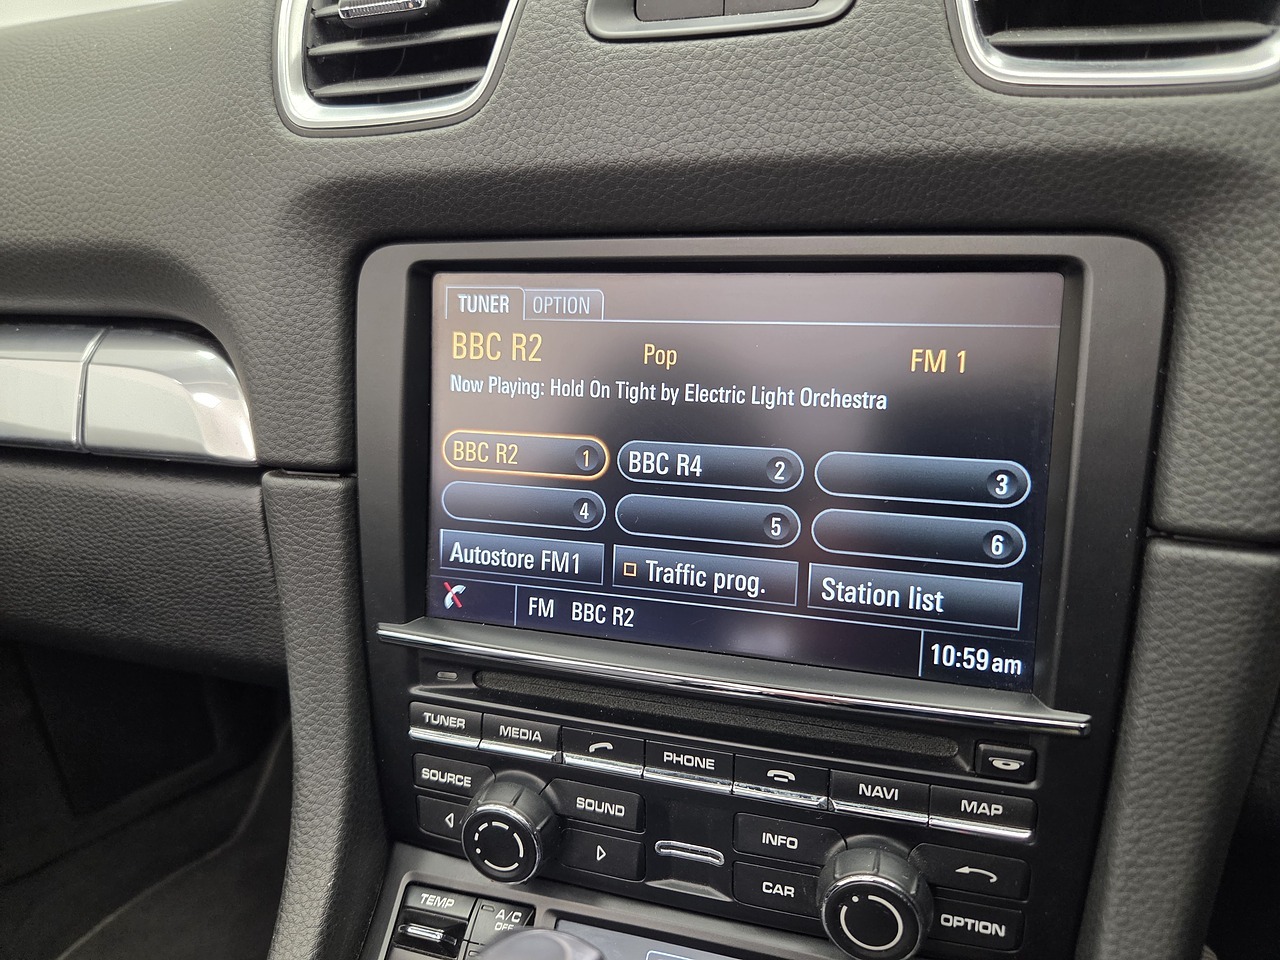 TUNER OPTION
BBC R2 Pop FM 1
Now Playing: Hold On Tight by Electric Light Orchestra
BBC R2 1 BBC R4 2 3
4 5 6
Autostore FM1 Traffic prog. Station list
FM BBC R2
10:59am
TUNER MEDIA PHONE NAVI MAP
SOURCE SOUND INFO
CAR OPTION
TEMP A/C
OFF